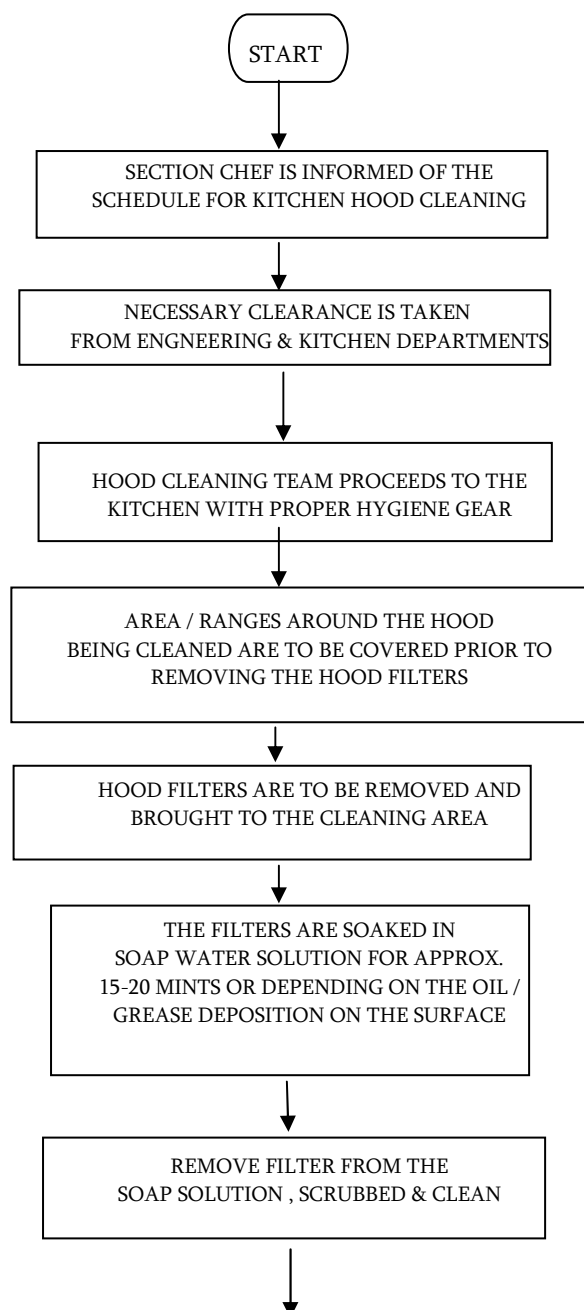 START
SECTION CHEF IS INFORMED OF THE
SCHEDULE FOR KITCHEN HOOD CLEANING
NECESSARY CLEARANCE IS TAKEN
FROM ENGNEERING & KITCHEN DEPARTMENTS
HOOD CLEANING TEAM PROCEEDS TO THE
KITCHEN WITH PROPER HYGIENE GEAR
AREA / RANGES AROUND THE HOOD
BEING CLEANED ARE TO BE COVERED PRIOR TO
REMOVING THE HOOD FILTERS
HOOD FILTERS ARE TO BE REMOVED AND
BROUGHT TO THE CLEANING AREA
THE FILTERS ARE SOAKED IN
SOAP WATER SOLUTION FOR APPROX.
15-20 MINTS OR DEPENDING ON THE OIL /
GREASE DEPOSITION ON THE SURFACE
REMOVE FILTER FROM THE
SOAP SOLUTION , SCRUBBED & CLEAN